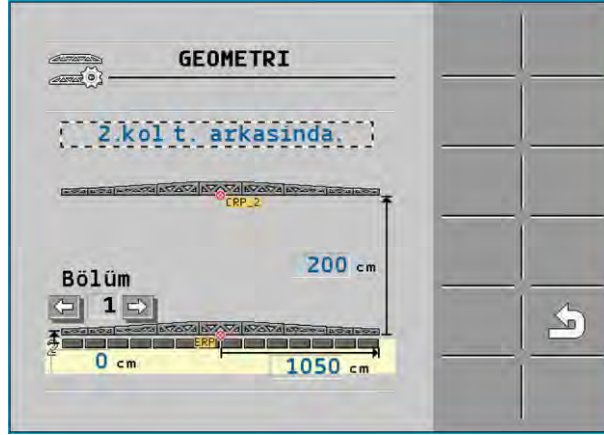 GEOMETRI
2.kol t. arkasinda.
CRP_2
200 cm
Bölüm
1
ERP
0 cm
1050 cm